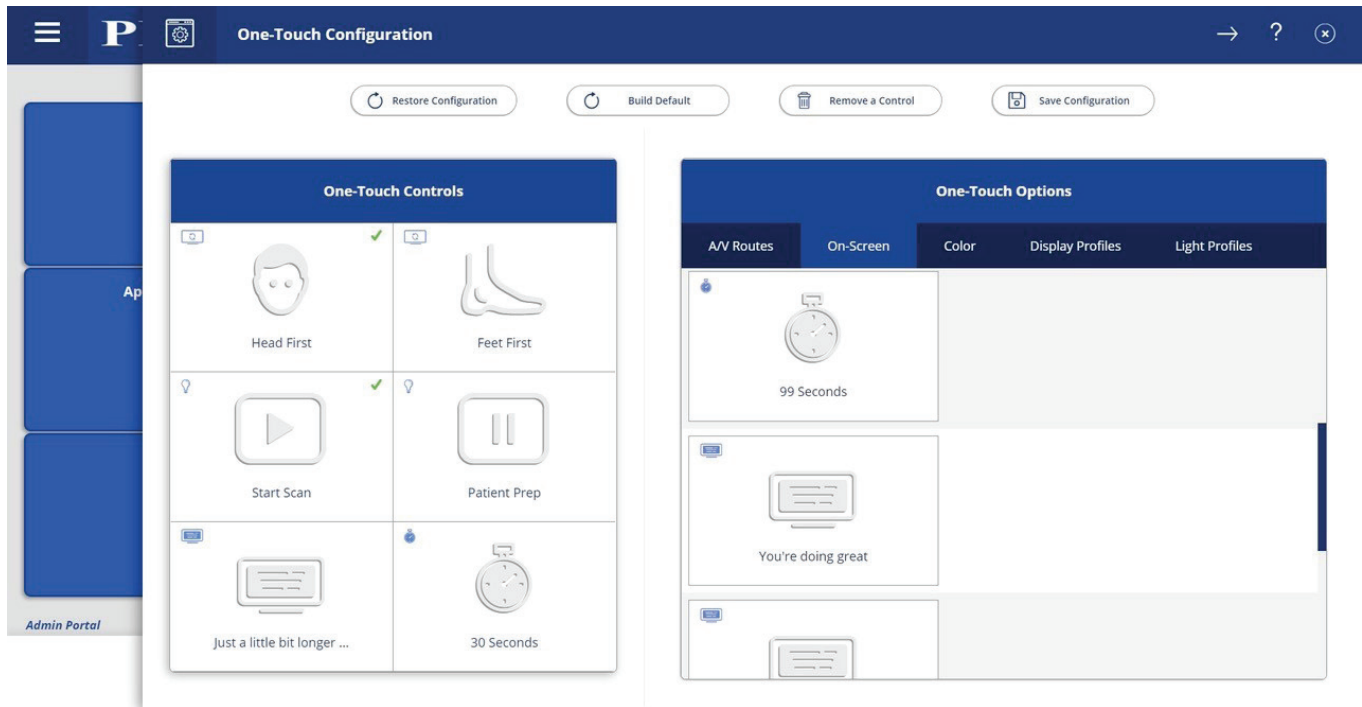 P
One-Touch Configuration
?
Restore Configuration
Build Default
Remove a Control
Save Configuration
One-Touch Controls
Head First
Feet First
Start Scan
Patient Prep
Just a little bit longer ...
30 Seconds
One-Touch Options
A/V Routes On-Screen Color Display Profiles Light Profiles
99 Seconds
You're doing great
Ap
Admin Portal